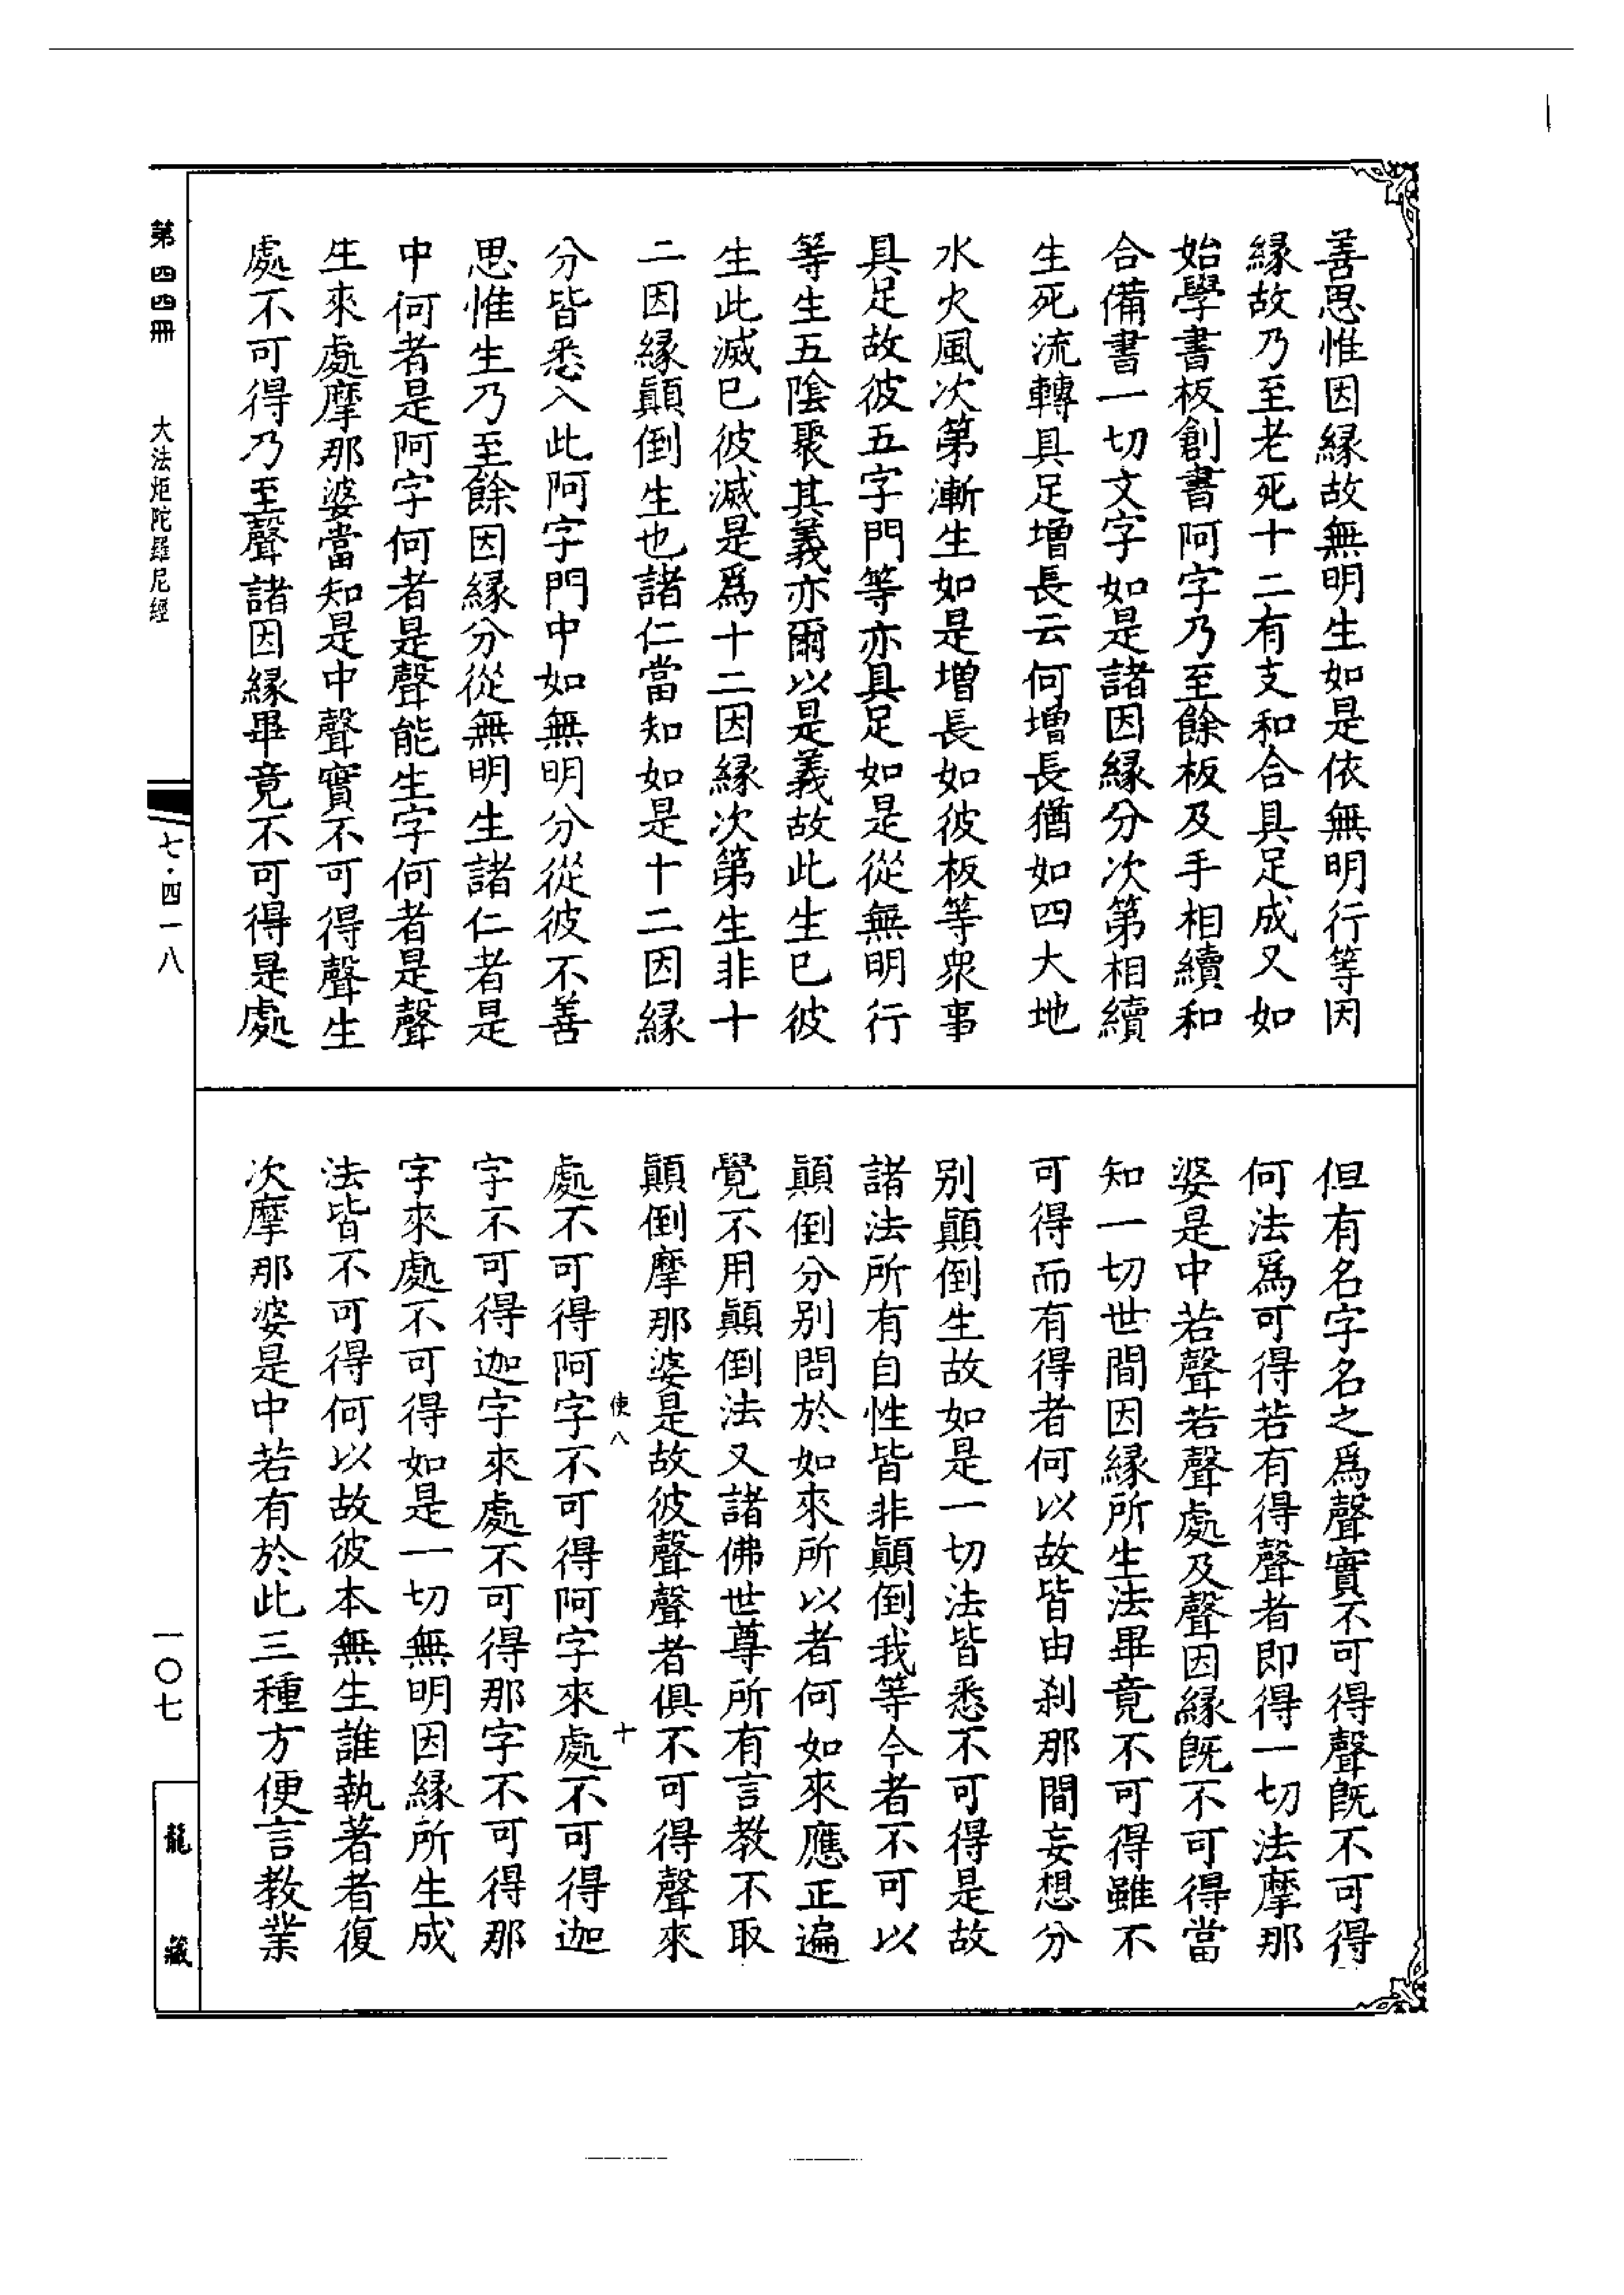 善思惟因縁故無明生如是依無明行等因
縁故乃至老死十二有支和合具足成又如
始學書板創書阿字乃至餘板及手相續和
合備書一切文字如是諸因縁分次第相續
生死流轉具足增長云何增長猶如四大地
水火風次第漸生如是增長如彼板等衆事
具足故彼五字門等亦具足如是從無明行
等生五陰聚其義亦爾以是義故此生已彼
生此滅已彼滅是爲十二因縁次第生非十
二因縁顚倒生也諸仁當知如是十二因縁
分皆悉入此阿字門中如無明分從彼不善
思惟生乃至餘因縁分從無明生諸仁者是
中何者是阿字何者是聲能生字何者是聲
生來處摩那婆當知是中聲實不可得聲生
處不可得乃至聲諸因縁畢竟不可得是處
但有名字名之爲聲實不可得聲既不可得
何法爲可得若有得聲者即得一切法摩那
婆是中若聲若聲處及聲因縁既不可得當
知一切世間因縁所生法畢竟不可得雖不
可得而有得者何以故皆由刹那間妄想分
别顚倒生故如是一切法皆悉不可得是故
諸法所有自性皆非顚倒我等今者不可以
顚倒分别問於如來所以者何如來應正遍
覺不用顚倒法又諸佛世尊所有言教不取
顚倒摩那婆是故彼聲聲者俱不可得聲來
使八
十
處不可得阿字不可得阿字來處不可得迦
字不可得迦字來處不可得那字不可得那
字來處不可得如是一切無明因縁所生成
法皆不可得何以故彼本無生誰執著者復
次摩那婆是中若有於此三種方便言教業
第四四冊
大法炬陀羅尼經
七·四一八
一〇七
龍藏